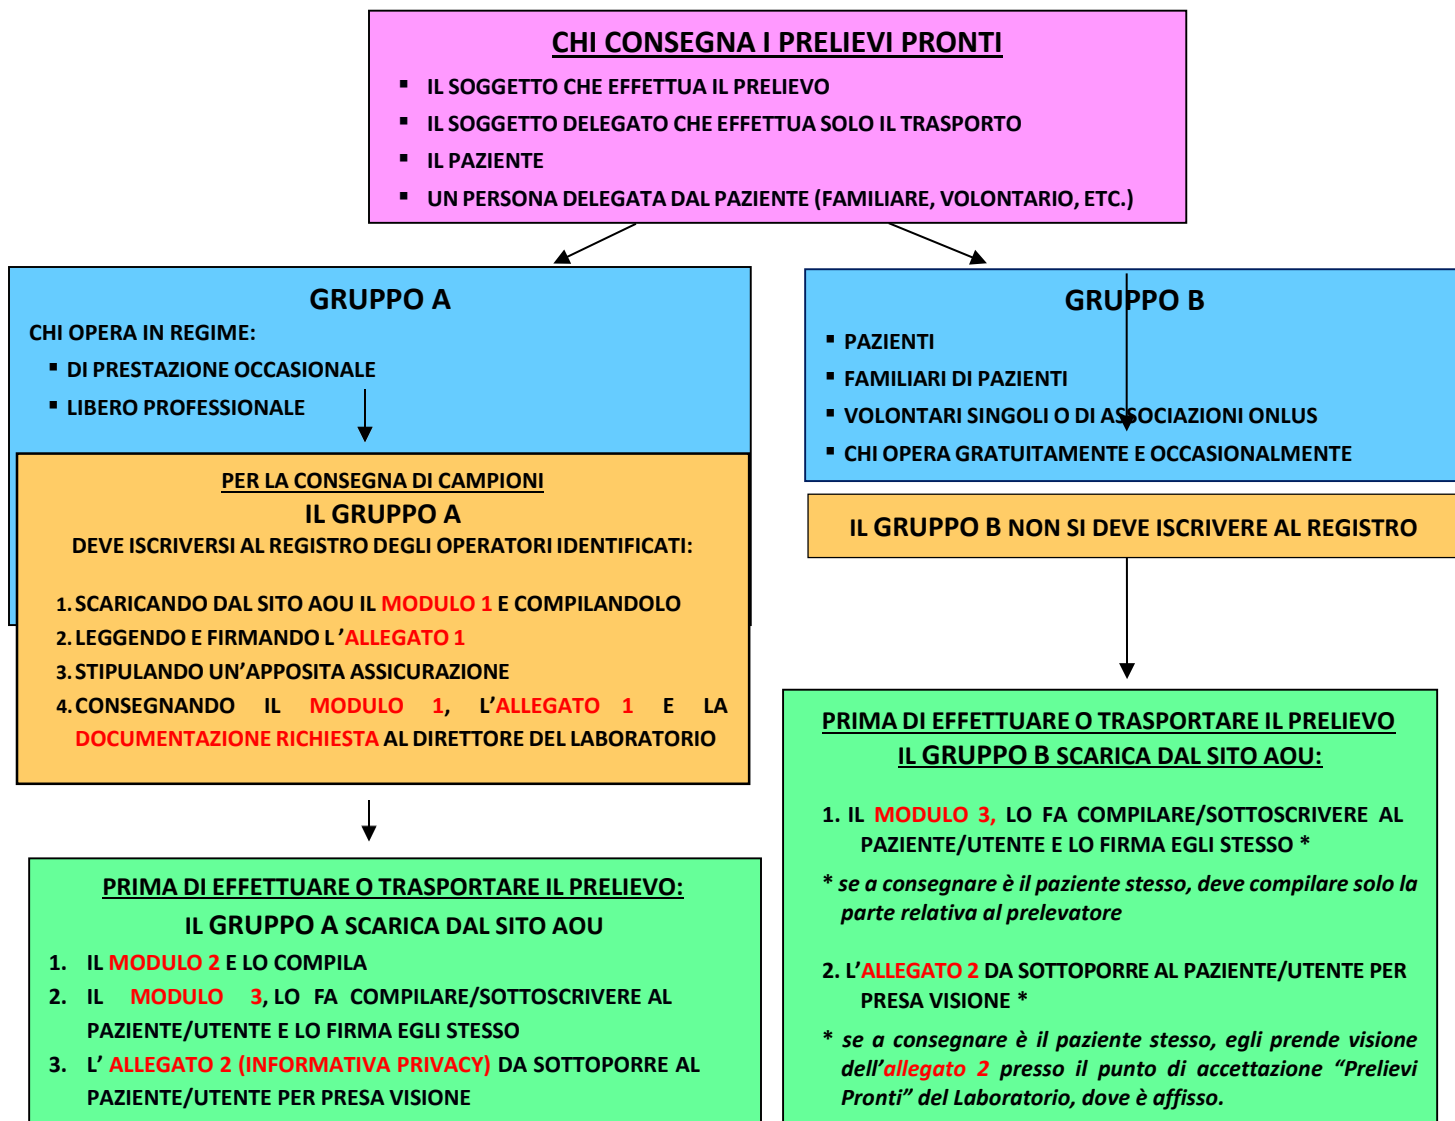 CHI CONSEGNA I PRELIEVI PRONTI
▪ IL SOGGETTO CHE EFFETTUA IL PRELIEVO
▪ IL SOGGETTO DELEGATO CHE EFFETTUA SOLO IL TRASPORTO
▪ IL PAZIENTE
▪ UN PERSONA DELEGATA DAL PAZIENTE (FAMILIARE, VOLONTARIO, ETC.)
GRUPPO A
CHI OPERA IN REGIME:
▪ DI PRESTAZIONE OCCASIONALE
▪ LIBERO PROFESSIONALE
PER LA CONSEGNA DI CAMPIONI
IL GRUPPO A
DEVE ISCRIVERSI AL REGISTRO DEGLI OPERATORI IDENTIFICATI:
1. SCARICANDO DAL SITO AOU IL MODULO 1 E COMPILANDOLO
2. LEGGENDO E FIRMANDO L'ALLEGATO 1
3. STIPULANDO UN'APPOSITA ASSICURAZIONE
4. CONSEGNANDO IL MODULO 1, L'ALLEGATO 1 E LA
DOCUMENTAZIONE RICHIESTA AL DIRETTORE DEL LABORATORIO
PRIMA DI EFFETTUARE O TRASPORTARE IL PRELIEVO:
IL GRUPPO A SCARICA DAL SITO AOU
1. IL MODULO 2 E LO COMPILA
2. IL MODULO 3, LO FA COMPILARE/SOTTOSCRIVERE AL
PAZIENTE/UTENTE E LO FIRMA EGLI STESSO
3. L' ALLEGATO 2 (INFORMATIVA PRIVACY) DA SOTTOPORRE AL
PAZIENTE/UTENTE PER PRESA VISIONE
GRUPPO B
▪ PAZIENTI
▪ FAMILIARI DI PAZIENTI
▪ VOLONTARI SINGOLI O DI ASSOCIAZIONI ONLUS
▪ CHI OPERA GRATUITAMENTE E OCCASIONALMENTE
IL GRUPPO B NON SI DEVE ISCRIVERE AL REGISTRO
PRIMA DI EFFETTUARE O TRASPORTARE IL PRELIEVO
IL GRUPPO B SCARICA DAL SITO AOU:
1. IL MODULO 3, LO FA COMPILARE/SOTTOSCRIVERE AL
PAZIENTE/UTENTE E LO FIRMA EGLI STESSO *
* se a consegnare è il paziente stesso, deve compilare solo la
parte relativa al prelevatore
2. L'ALLEGATO 2 DA SOTTOPORRE AL PAZIENTE/UTENTE PER
PRESA VISIONE *
* se a consegnare è il paziente stesso, egli prende visione
dell'allegato 2 presso il punto di accettazione “Prelievi
Pronti” del Laboratorio, dove è affisso.